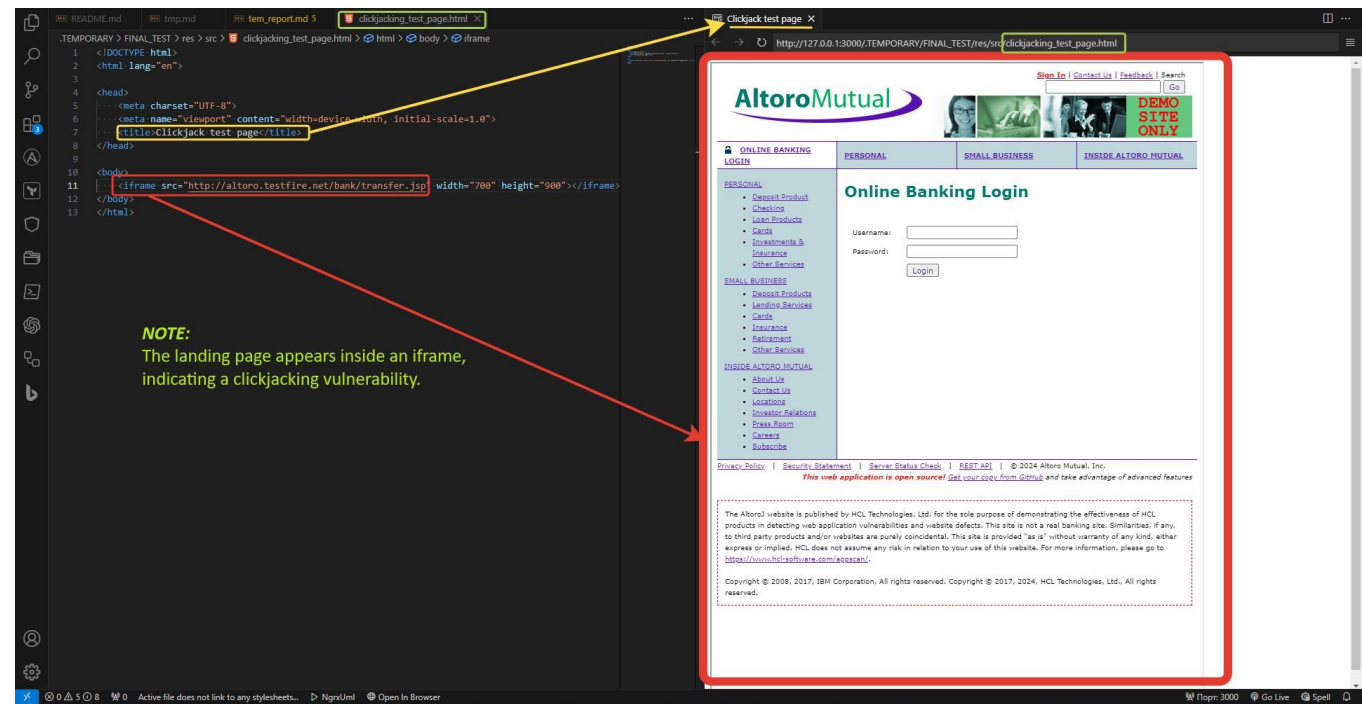 README.md tmp.md tem_report.md 5 clickjacking_test_page.html × ···
.TEMPORARY > FINAL_TEST > res > src > clickjacking_test_page.html > html > body > iframe
1 <!DOCTYPE html>
2 <html lang="en">
3
4 <head>
5 <meta charset="UTF-8">
6 <meta name="viewport" content="width=device-width, initial-scale=1.0">
7 <title>Clickjack test page</title>
8 </head>
9
10 <body>
11 <iframe src="http://altoro.testfire.net/bank/transfer.jsp" width="700" height="900"></iframe>
12 </body>
13 </html>
NOTE:
The landing page appears inside an iframe,
indicating a clickjacking vulnerability.
Clickjack test page ×
http://127.0.0.1:3000/.TEMPORARY/FINAL_TEST/res/src/clickjacking_test_page.html
Sign In | Contact Us | Feedback | Search
Go
AltoroMutual
DEMO
SITE
ONLY
ONLINE BANKING
LOGIN
PERSONAL
SMALL BUSINESS
INSIDE ALTORO MUTUAL
PERSONAL
• Deposit Product
• Checking
• Loan Products
• Cards
• Investments &
Insurance
• Other Services
SMALL BUSINESS
• Deposit Products
• Lending Services
• Cards
• Insurance
• Retirement
• Other Services
INSIDE ALTORO MUTUAL
• About Us
• Contact Us
• Locations
• Investor Relations
• Press Room
• Careers
• Subscribe
Online Banking Login
Username:
Password:
Login
Privacy Policy | Security Statement | Server Status Check | REST API | © 2024 Altoro Mutual, Inc.
This web application is open source! Get your copy from GitHub and take advantage of advanced features
The AltoroJ website is published by HCL Technologies, Ltd. for the sole purpose of demonstrating the effectiveness of HCL
products in detecting web application vulnerabilities and website defects. This site is not a real banking site. Similarities, if any,
to third party products and/or websites are purely coincidental. This site is provided "as is" without warranty of any kind, either
express or implied. HCL does not assume any risk in relation to your use of this website. For more information, please go to
https://www.hcl-software.com/appscan/.
Copyright © 2008, 2017, IBM Corporation, All rights reserved. Copyright © 2017, 2024, HCL Technologies, Ltd., All rights
reserved.
3
0 5 8 0 Active file does not link to any stylesheets... NgrxUml Open In Browser
Порт: 3000 Go Live Spell